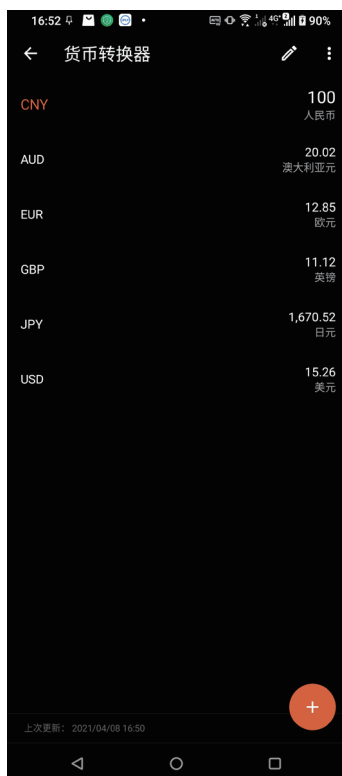 16:52 4G+ 90%
货币转换器
CNY 100
人民币
AUD 20.02
澳大利亚元
EUR 12.85
欧元
GBP 11.12
英镑
JPY 1,670.52
日元
USD 15.26
美元
上次更新： 2021/04/08 16:50